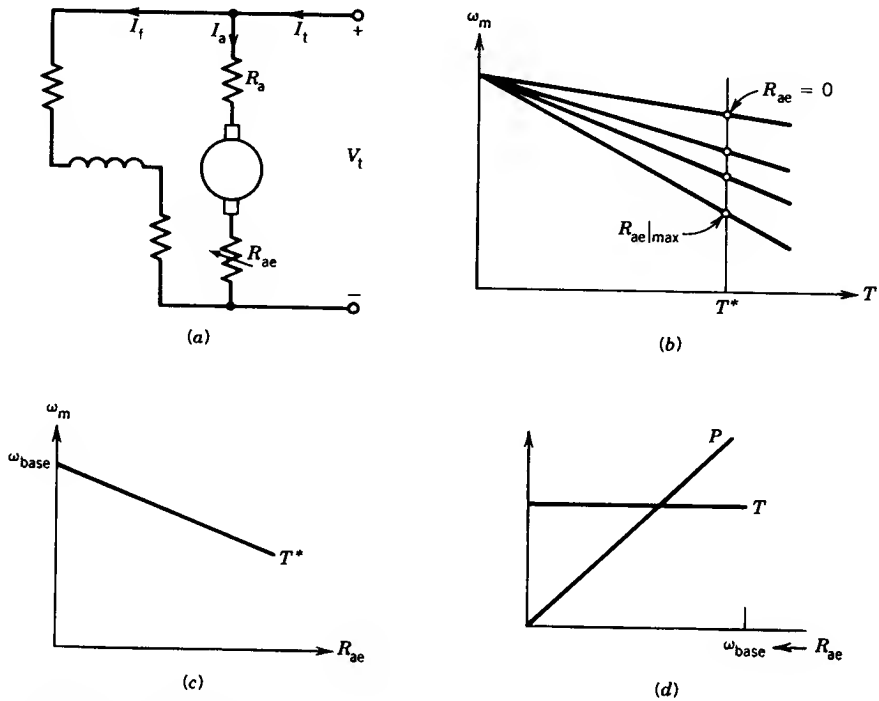 I_f
I_a
I_t
+
R_a
V_t
R_ae
−
(a)
ω_m
R_ae = 0
R_ae|max
T*
T
(b)
ω_m
ω_base
T*
R_ae
(c)
P
T
ω_base ← R_ae
(d)